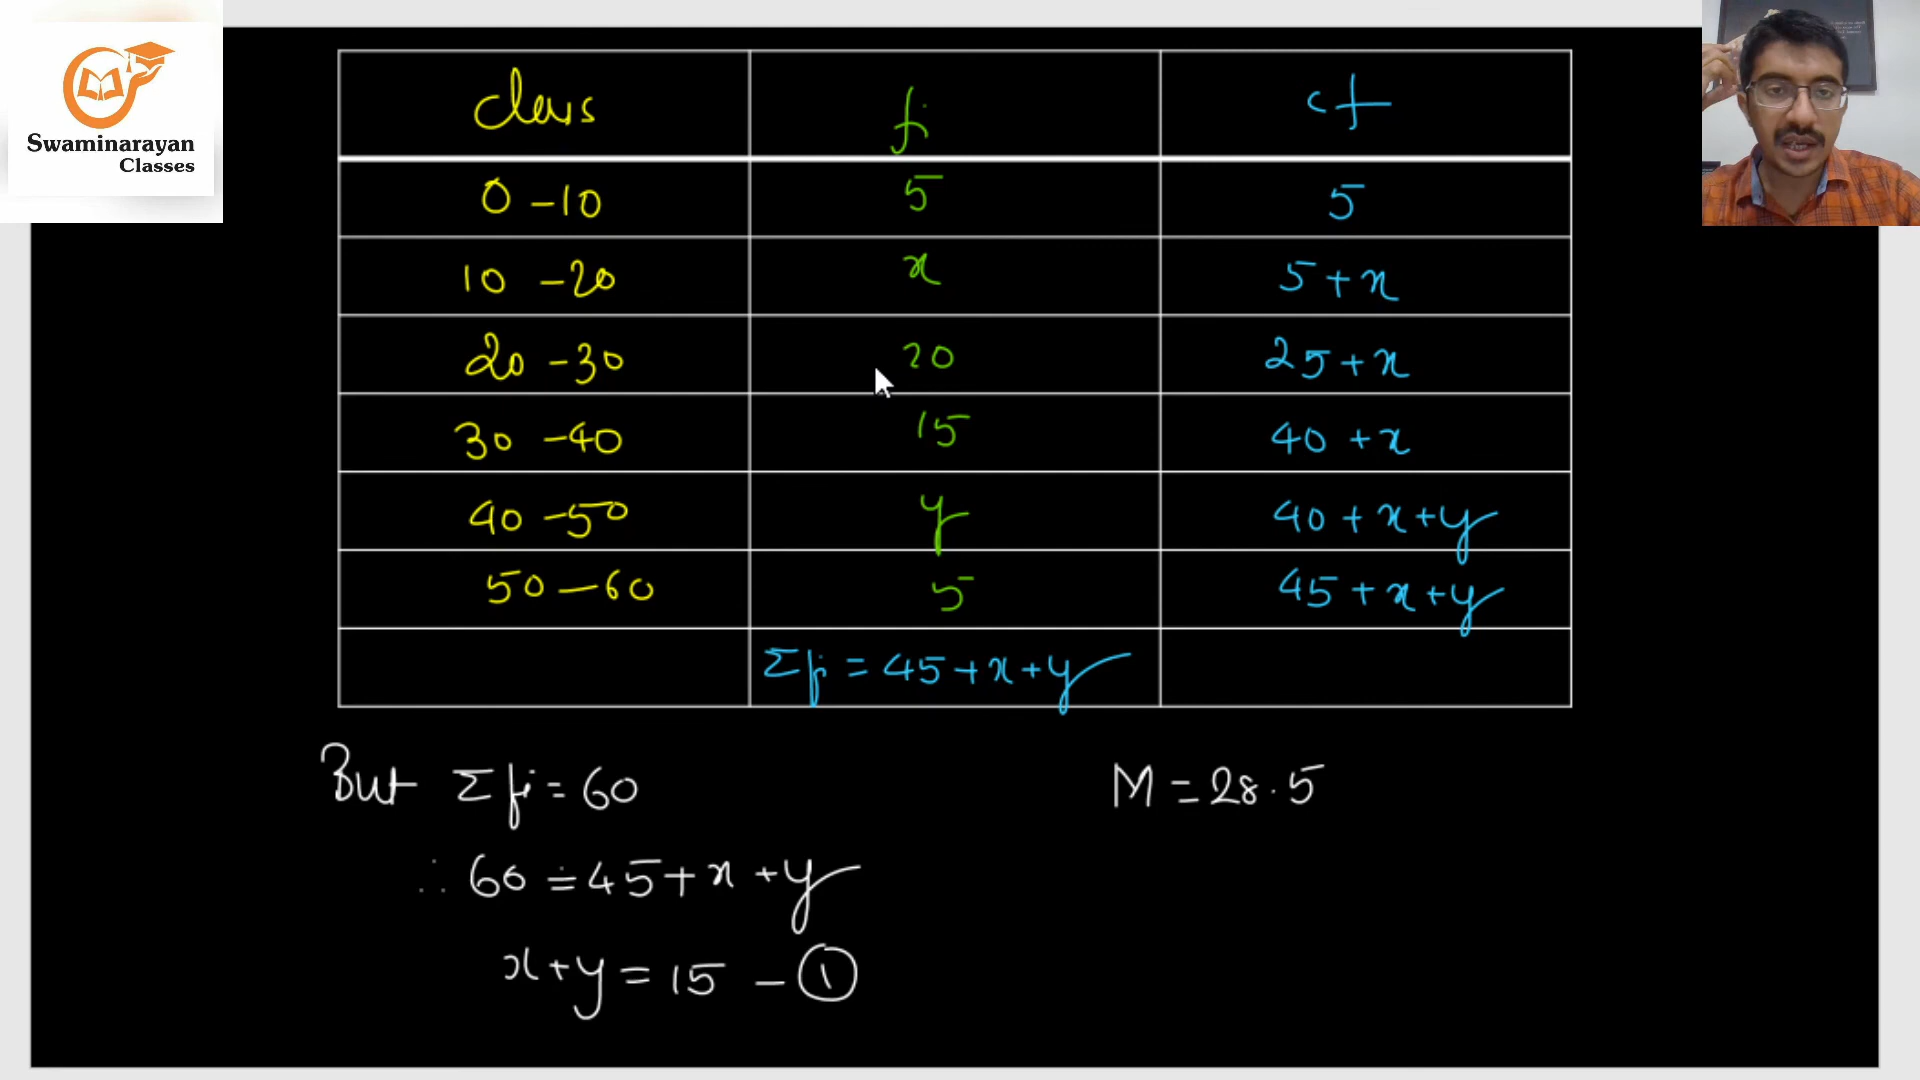 Swaminarayan
Classes
class fi cf
0 - 10 5 5
10 - 20 x 5 + x
20 - 30 20 25 + x
30 - 40 15 40 + x
40 - 50 y 40 + x + y
50 - 60 5 45 + x + y
Σfi = 45 + x + y
But Σfi = 60 M = 28.5
∴ 60 = 45 + x + y
x + y = 15 - ①